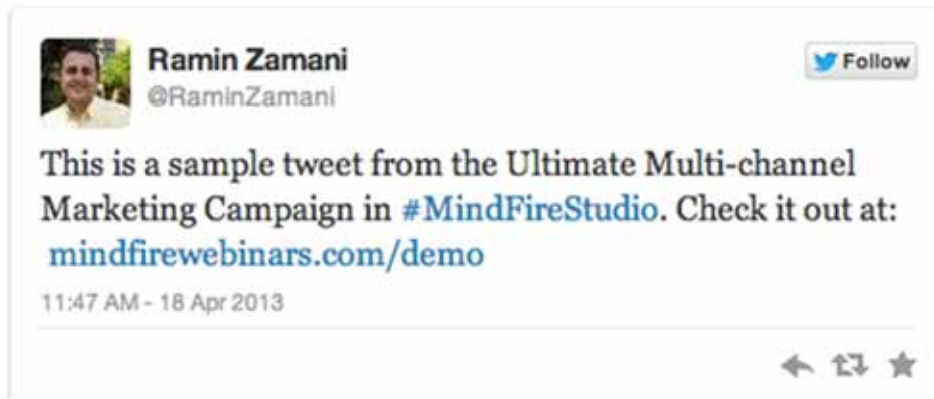 Ramin Zamani
@RaminZamani
Follow
This is a sample tweet from the Ultimate Multi-channel
Marketing Campaign in #MindFireStudio. Check it out at:
mindfirewebinars.com/demo
11:47 AM - 18 Apr 2013